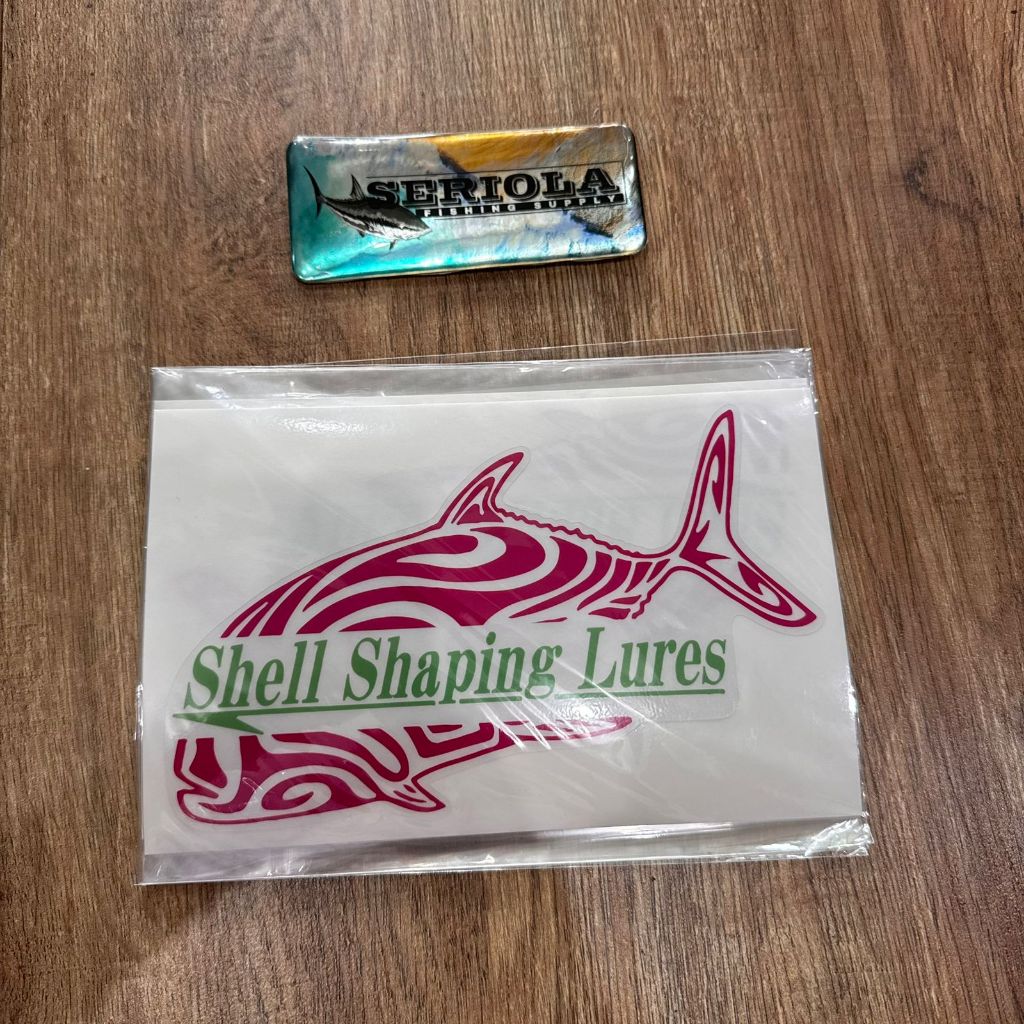 SERIOLA
FISHING SUPPLY
Shell Shaping Lures